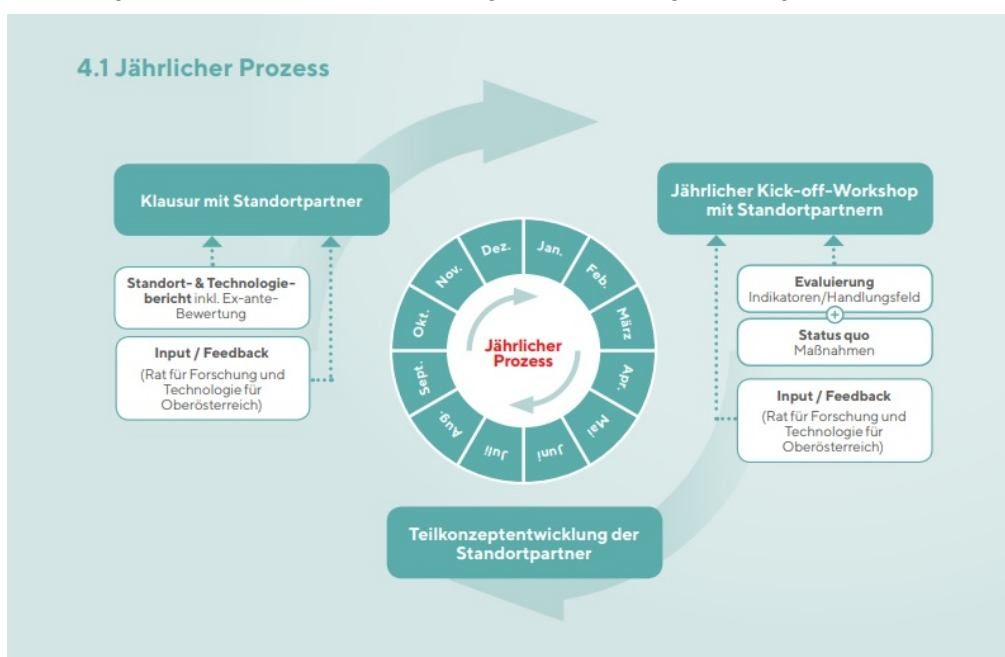 4.1 Jährlicher Prozess
Klausur mit Standortpartner
Standort- & Technologie-
bericht inkl. Ex-ante-
Bewertung
Input / Feedback
(Rat für Forschung und
Technologie für
Oberösterreich)
Jan.
Feb.
März
Apr.
Mai
Juni
Juli
Aug.
Sept.
Okt.
Nov.
Dez.
Jährlicher
Prozess
Jährlicher Kick-off-Workshop
mit Standortpartnern
Evaluierung
Indikatoren/Handlungsfeld
+
Status quo
Maßnahmen
Input / Feedback
(Rat für Forschung und
Technologie für
Oberösterreich)
Teilkonzeptentwicklung der
Standortpartner